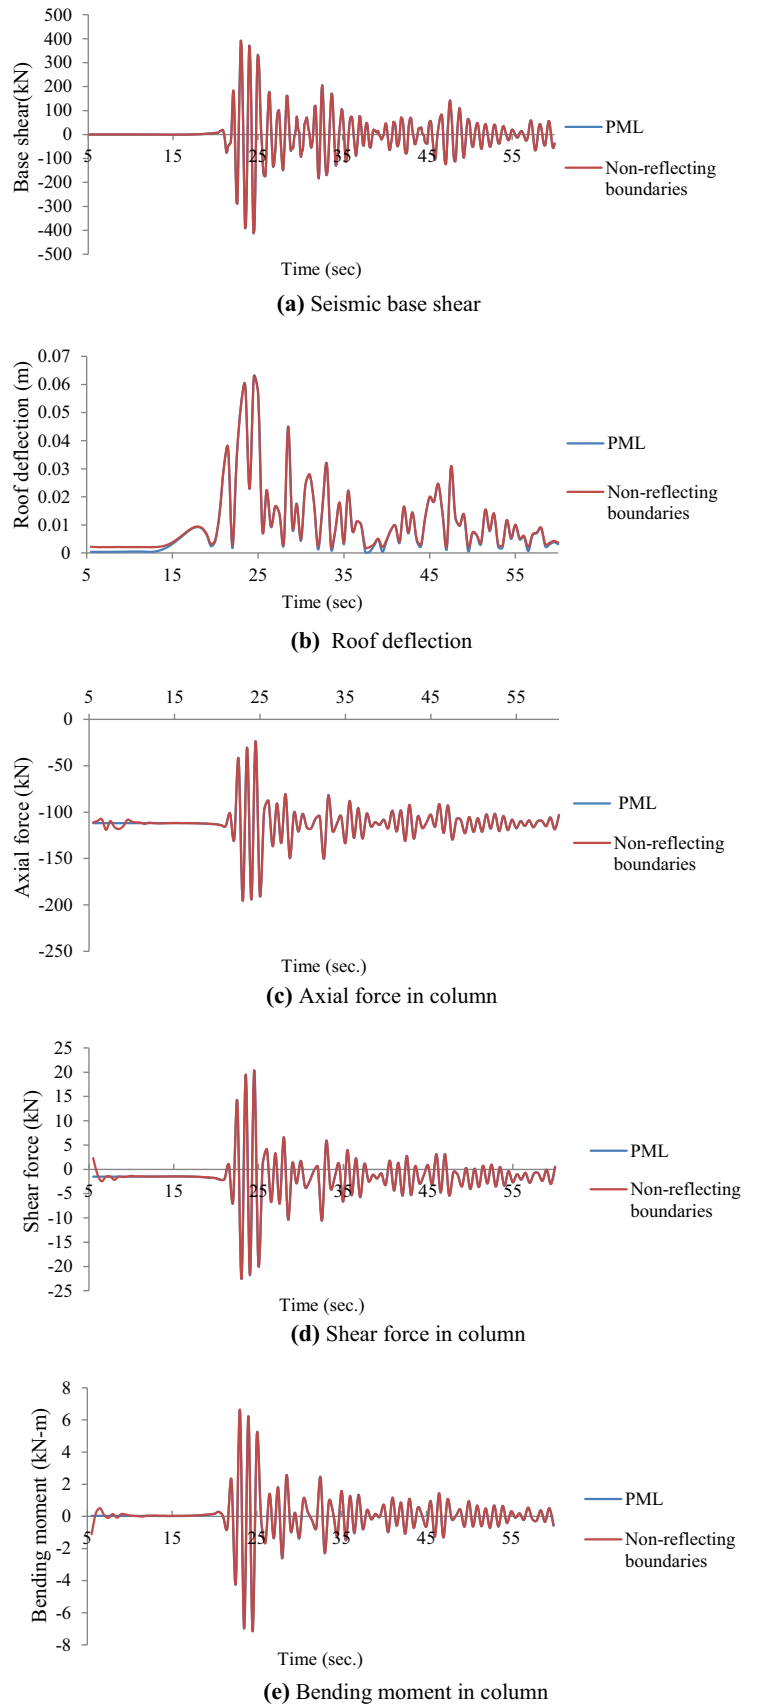 500
400
300
200
100
0
-100
-200
-300
-400
-500
Base shear(kN)
5 15 25 35 45 55
Time (sec)
PML
Non-reflecting
boundaries
(a) Seismic base shear
0.07
0.06
0.05
0.04
0.03
0.02
0.01
0
Roof deflection (m)
5 15 25 35 45 55
Time (sec)
PML
Non-reflecting
boundaries
(b) Roof deflection
5 15 25 35 45 55
0
-50
-100
-150
-200
-250
Axial force (kN)
PML
Non-reflecting
boundaries
Time (sec.)
(c) Axial force in column
25
20
15
10
5
0
-5
-10
-15
-20
-25
Shear force (kN)
5 15 25 35 45 55
PML
Non-reflecting
boundaries
Time (sec.)
(d) Shear force in column
8
6
4
2
0
-2
-4
-6
-8
Bending moment (kN-m)
5 15 25 35 45 55
PML
Non-reflecting
boundaries
Time (sec.)
(e) Bending moment in column